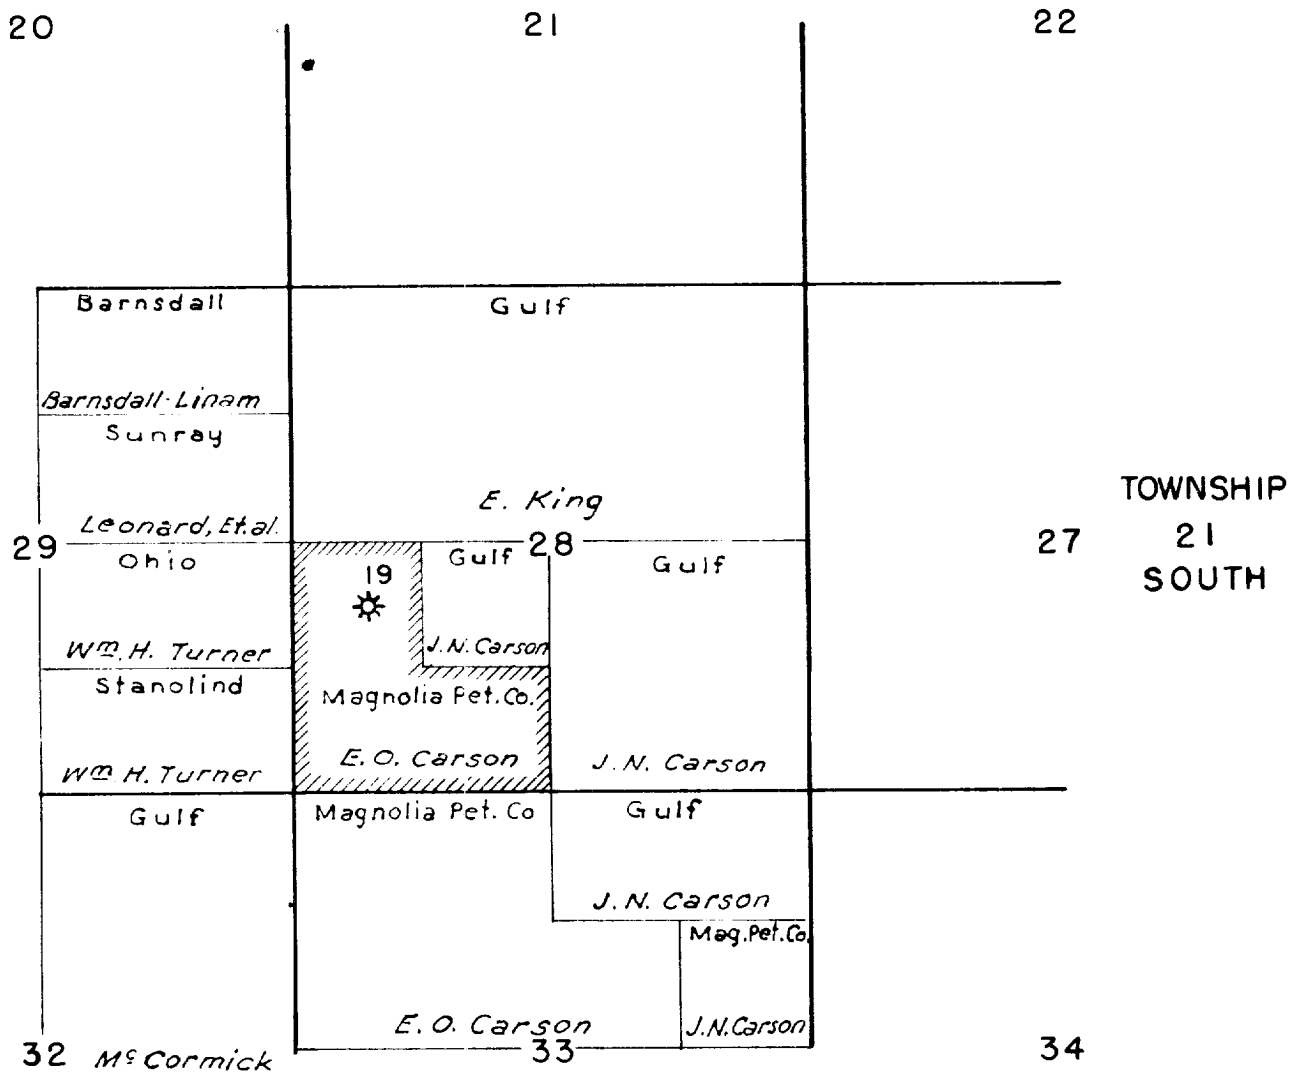 20 21 22
Barnsdall Gulf
Barnsdall-Linam
Sunray
E. King
Leonard, Et.al.
29 28 27
Ohio Gulf Gulf
TOWNSHIP
21
SOUTH
19
Wm. H. Turner J.N. Carson
Stanolind Magnolia Pet. Co.
Wm H. Turner E.O. Carson J.N. Carson
Gulf Magnolia Pet. Co Gulf
J.N. Carson
Mag.Pet.Co.
E.O. Carson J.N.Carson
32 McCormick 33 34